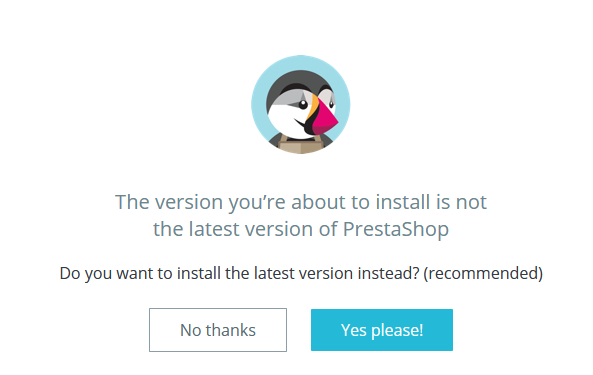 The version you’re about to install is not
the latest version of PrestaShop
Do you want to install the latest version instead? (recommended)
No thanks
Yes please!